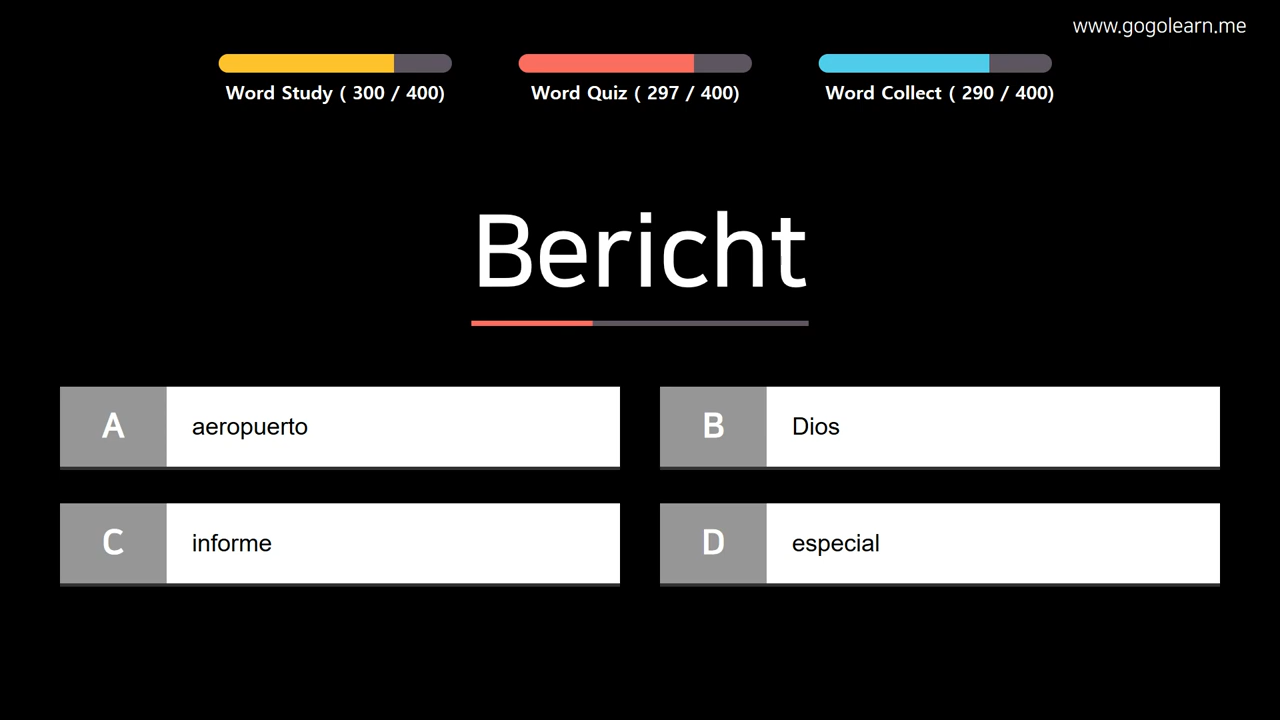 www.gogolearn.me
Word Study ( 300 / 400)
Word Quiz ( 297 / 400)
Word Collect ( 290 / 400)
Bericht
A aeropuerto
B Dios
C informe
D especial